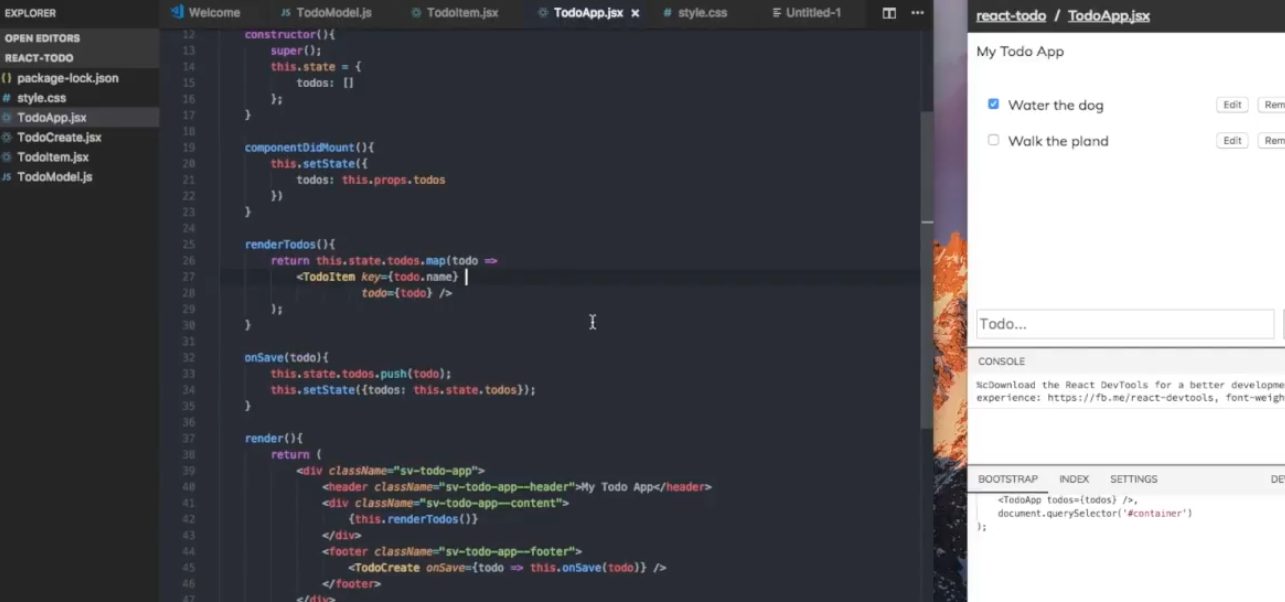 EXPLORER
OPEN EDITORS
REACT-TODO
{} package-lock.json
# style.css
TodoApp.jsx
TodoCreate.jsx
TodoItem.jsx
JS TodoModel.js
Welcome
JS TodoModel.js
TodoItem.jsx
TodoApp.jsx ×
# style.css
Untitled-1
12 constructor(){
13 super();
14 this.state = {
15 todos: []
16 };
17 }
18
19 componentDidMount(){
20 this.setState({
21 todos: this.props.todos
22 })
23 }
24
25 renderTodos(){
26 return this.state.todos.map(todo =>
27 <TodoItem key={todo.name}
28 todo={todo} />
29 );
30 }
31
32 onSave(todo){
33 this.state.todos.push(todo);
34 this.setState({todos: this.state.todos});
35 }
36
37 render(){
38 return (
39 <div className="sv-todo-app">
40 <header className="sv-todo-app--header">My Todo App</header>
41 <div className="sv-todo-app--content">
42 {this.renderTodos()}
43 </div>
44 <footer className="sv-todo-app--footer">
45 <TodoCreate onSave={todo => this.onSave(todo)} />
46 </footer>
47 </div>
react-todo / TodoApp.jsx
My Todo App
Water the dog Edit Rem
Walk the pland Edit Rem
Todo...
CONSOLE
%cDownload the React DevTools for a better developme
experience: https://fb.me/react-devtools, font-weigh
BOOTSTRAP INDEX SETTINGS DE
<TodoApp todos={todos} />,
document.querySelector('#container')
);